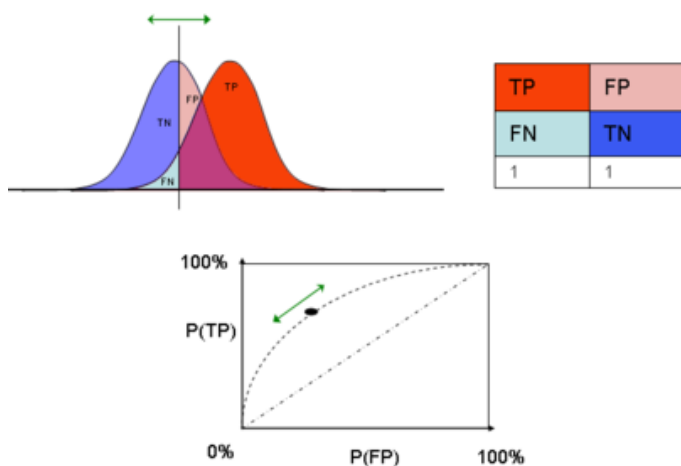 TP
FP
TN
FN
TP FP
FN TN
1 1
100%
P(TP)
0%
P(FP)
100%